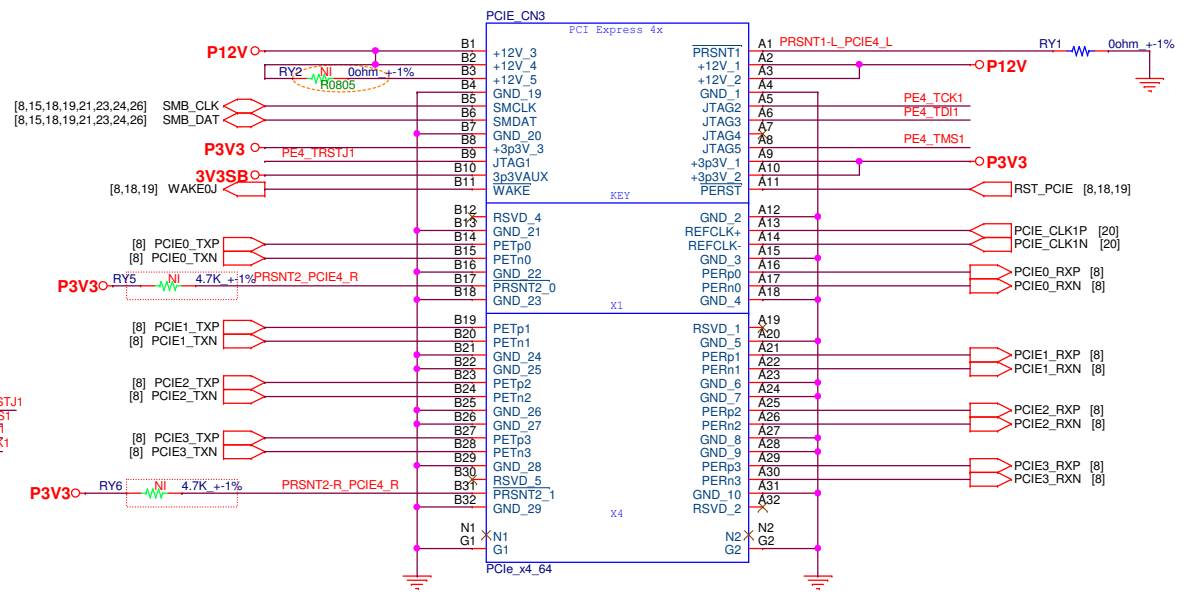 PCIE_CN3
PCI Express 4x
P12V B1 +12V_3 PRSNT1 A1 PRSNT1-L_PCIE4_L RY1 0ohm_+-1%
B2 +12V_4 +12V_1 A2 P12V
RY2 NI 0ohm_+-1% B3 +12V_5 +12V_2 A3
R0805
B4 GND_19 GND_1 A4
[8,15,18,19,21,23,24,26] SMB_CLK B5 SMCLK JTAG2 A5 PE4_TCK1
[8,15,18,19,21,23,24,26] SMB_DAT B6 SMDAT JTAG3 A6 PE4_TDI1
B7 GND_20 JTAG4 A7
P3V3 B8 +3p3V_3 JTAG5 A8 PE4_TMS1
PE4_TRSTJ1 B9 JTAG1 +3p3V_1 A9 P3V3
3V3SB B10 3p3VAUX +3p3V_2 A10
[8,18,19] WAKE0J B11 WAKE PERST A11 RST_PCIE [8,18,19]
KEY
B12 RSVD_4 GND_2 A12
B13 GND_21 REFCLK+ A13 PCIE_CLK1P [20]
[8] PCIE0_TXP B14 PETp0 REFCLK- A14 PCIE_CLK1N [20]
[8] PCIE0_TXN B15 PETn0 GND_3 A15
B16 GND_22 PERp0 A16 PCIE0_RXP [8]
P3V3 RY5 NI 4.7K_+-1% PRSNT2_PCIE4_R B17 PRSNT2_0 PERn0 A17 PCIE0_RXN [8]
B18 GND_23 GND_4 A18
X1
[8] PCIE1_TXP B19 PETp1 RSVD_1 A19
[8] PCIE1_TXN B20 PETn1 GND_5 A20
B21 GND_24 PERp1 A21 PCIE1_RXP [8]
B22 GND_25 PERn1 A22 PCIE1_RXN [8]
[8] PCIE2_TXP B23 PETp2 GND_6 A23
[8] PCIE2_TXN B24 PETn2 GND_7 A24
STJ1 B25 GND_26 PERp2 A25 PCIE2_RXP [8]
S1 B26 GND_27 PERn2 A26 PCIE2_RXN [8]
[8] PCIE3_TXP B27 PETp3 GND_8 A27
[8] PCIE3_TXN B28 PETn3 GND_9 A28
B29 GND_28 PERp3 A29 PCIE3_RXP [8]
B30 RSVD_5 PERn3 A30 PCIE3_RXN [8]
P3V3 RY6 NI 4.7K_+-1% PRSNT2-R_PCIE4_R B31 PRSNT2_1 GND_10 A31
B32 GND_29 RSVD_2 A32
X4
N1 N1 N2 N2
G1 G1 G2 G2
PCIe_x4_64